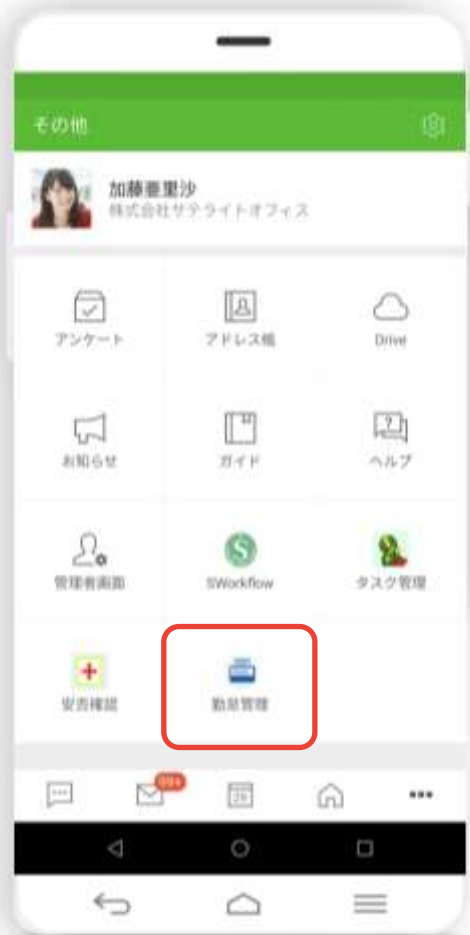 その他
加藤亜里沙
株式会社サテライトオフィス
アンケート
アドレス帳
Drive
お知らせ
ガイド
ヘルプ
管理者画面
SWorkflow
タスク管理
安否確認
勤怠管理
99+